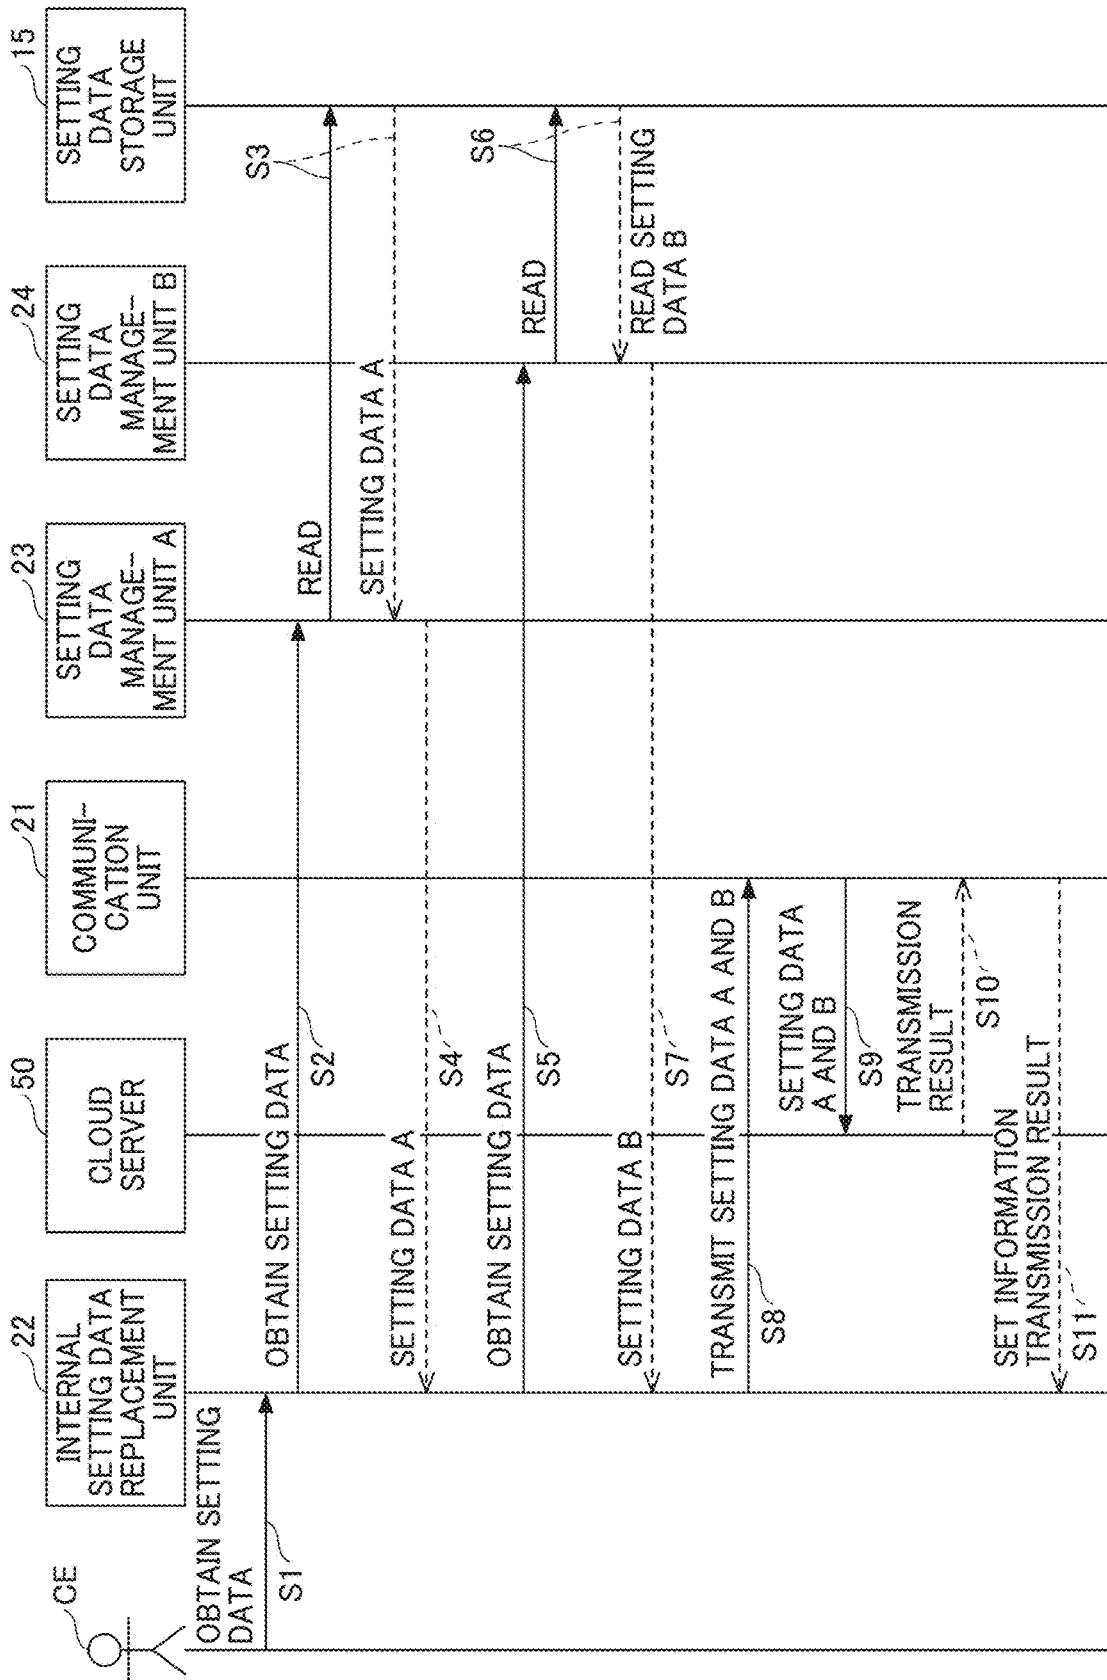 CE
22
INTERNAL
SETTING DATA
REPLACEMENT
UNIT
50
CLOUD
SERVER
21
COMMUNI-
CATION
UNIT
23
SETTING
DATA
MANAGE-
MENT UNIT A
24
SETTING
DATA
MANAGE-
MENT UNIT B
15
SETTING
DATA
STORAGE
UNIT
OBTAIN SETTING
DATA
S1
OBTAIN SETTING DATA
S2
READ
S3
SETTING DATA A
SETTING DATA A
S4
OBTAIN SETTING DATA
S5
READ
S6
READ SETTING
DATA B
SETTING DATA B
S7
TRANSMIT SETTING DATA A AND B
S8
SETTING DATA
A AND B
S9
TRANSMISSION
RESULT
S10
SET INFORMATION
TRANSMISSION RESULT
S11